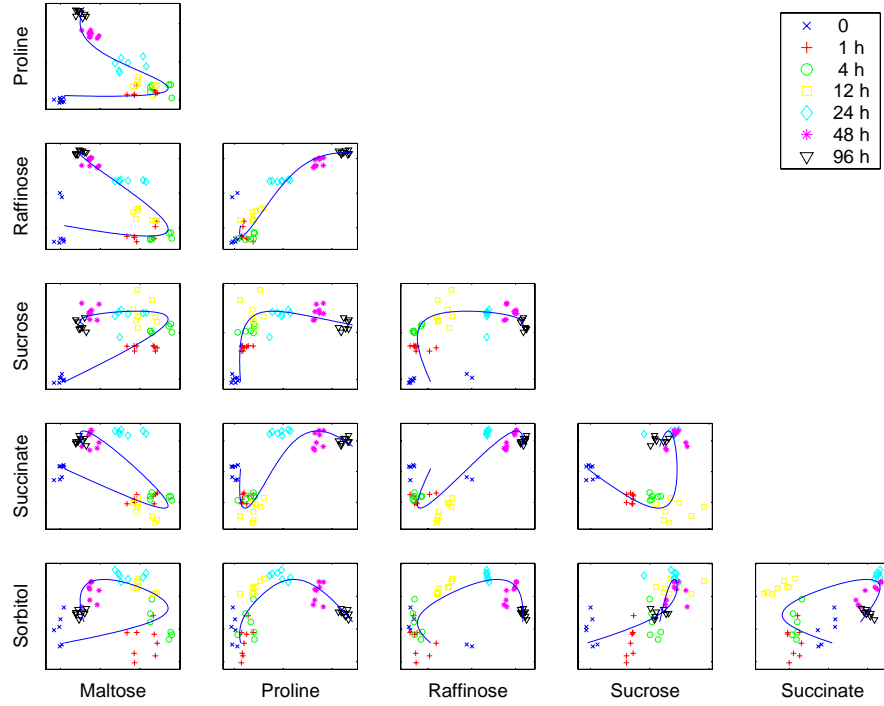 Proline
0
1 h
4 h
12 h
24 h
48 h
96 h
Raffinose
Sucrose
Succinate
Sorbitol
Maltose
Proline
Raffinose
Sucrose
Succinate